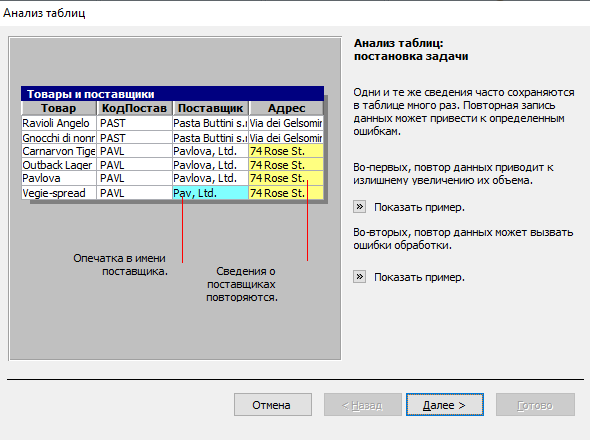 Анализ таблиц
Товары и поставщики
Товар КодПостав Поставщик Адрес
Ravioli Angelo PAST Pasta Buttini s.r Via dei Gelsomin
Gnocchi di nonn PAST Pasta Buttini s.r Via dei Gelsomin
Carnarvon Tige PAVL Pavlova, Ltd. 74 Rose St.
Outback Lager PAVL Pavlova, Ltd. 74 Rose St.
Pavlova PAVL Pavlova, Ltd. 74 Rose St.
Vegie-spread PAVL Pav, Ltd. 74 Rose St.
Опечатка в имени
поставщика.
Сведения о
поставщиках
повторяются.
Анализ таблиц:
постановка задачи
Одни и те же сведения часто сохраняются
в таблице много раз. Повторная запись
данных может привести к определенным
ошибкам.
Во-первых, повтор данных приводит к
излишнему увеличению их объема.
Показать пример.
Во-вторых, повтор данных может вызвать
ошибки обработки.
Показать пример.
Отмена
< Назад
Далее >
Готово